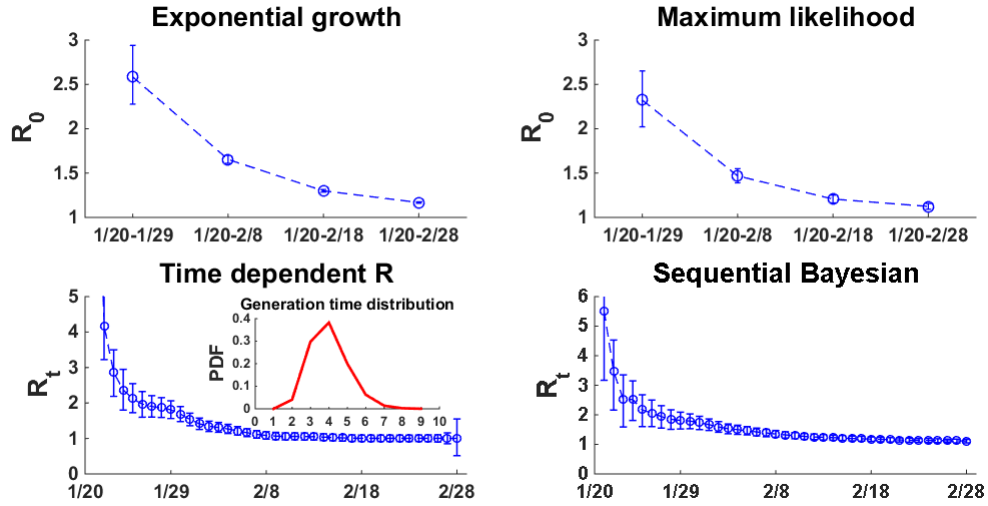 Exponential growth
3
2.5
2
1.5
1
R0
1/20-1/29 1/20-2/8 1/20-2/18 1/20-2/28
Maximum likelihood
3
2.5
2
1.5
1
R0
1/20-1/29 1/20-2/8 1/20-2/18 1/20-2/28
Time dependent R
5
4
3
2
1
0
Rt
1/20 1/29 2/8 2/18 2/28
Generation time distribution
0.4
0.3
0.2
0.1
0
PDF
0 1 2 3 4 5 6 7 8 9 10
Sequential Bayesian
6
5
4
3
2
1
0
Rt
1/20 1/29 2/8 2/18 2/28